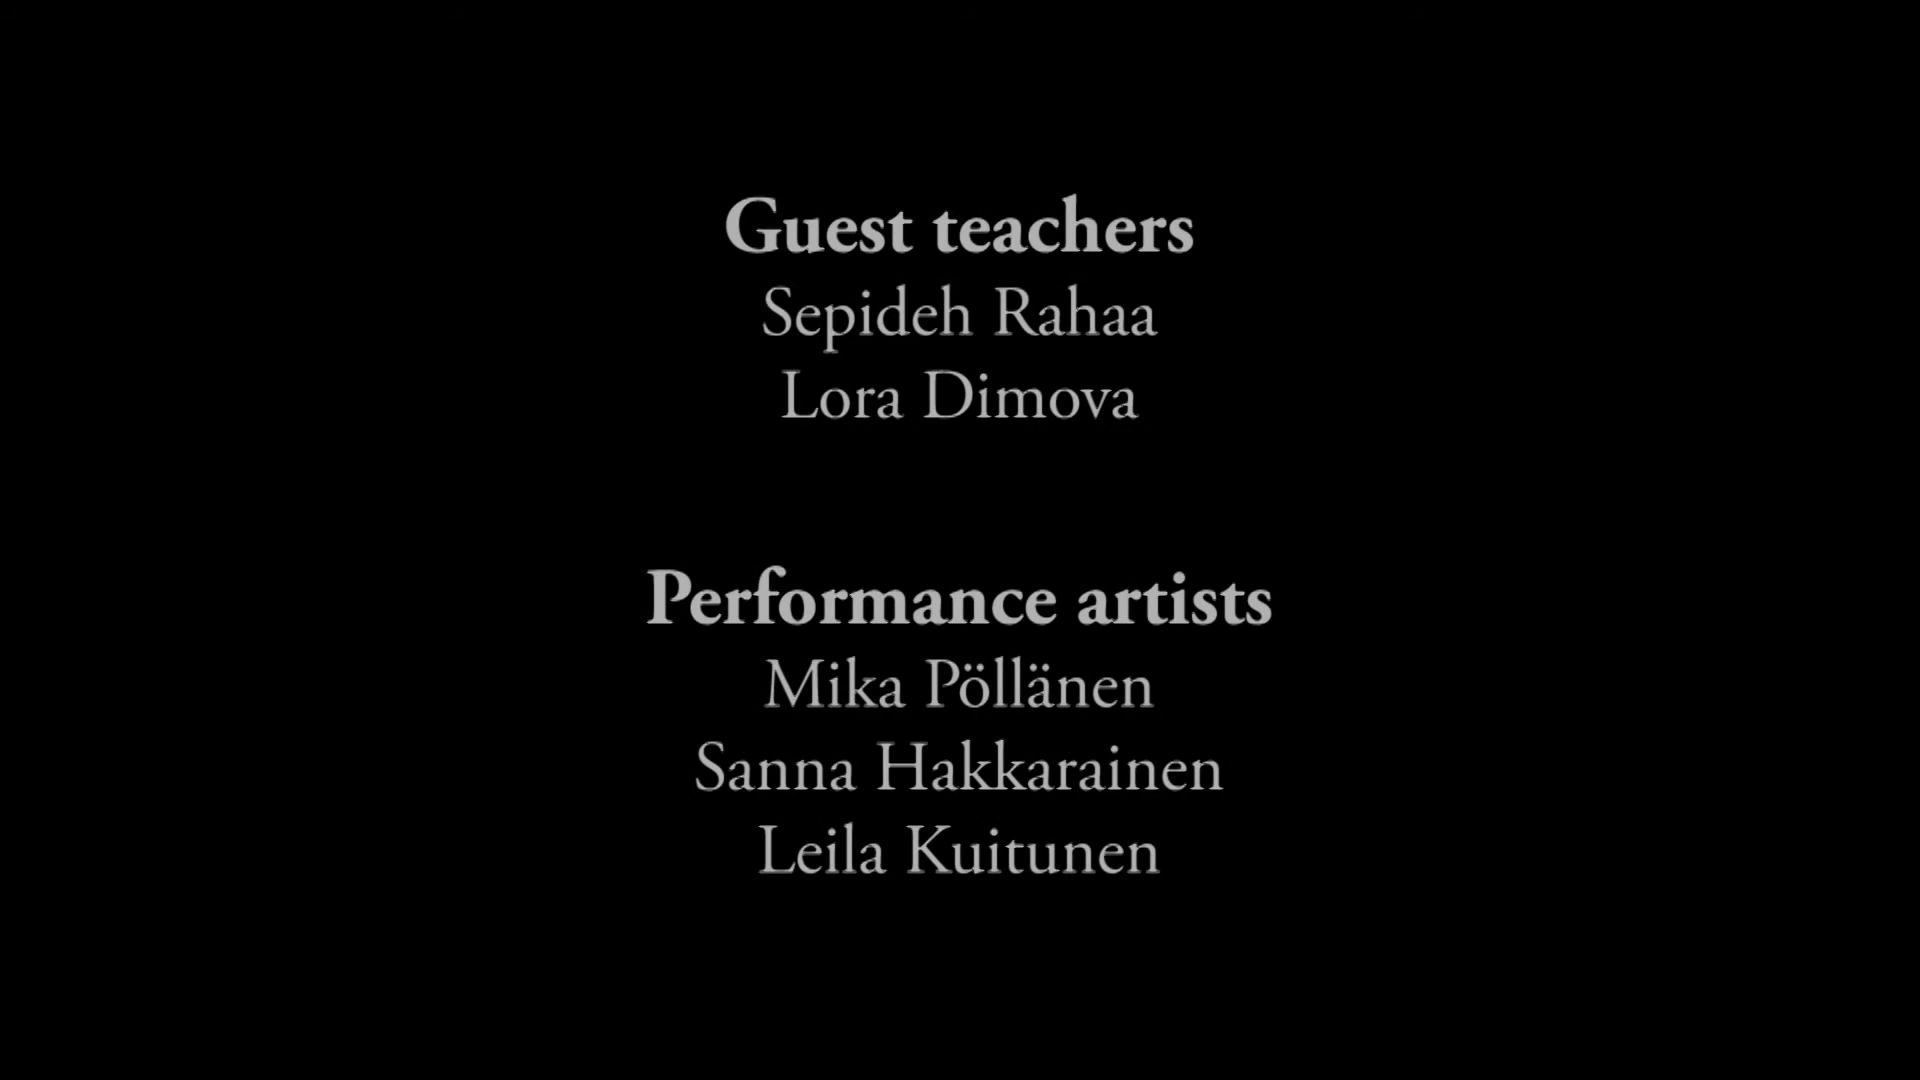 Guest teachers
Sepideh Rahaa
Lora Dimova
Performance artists
Mika Pöllänen
Sanna Hakkarainen
Leila Kuitunen